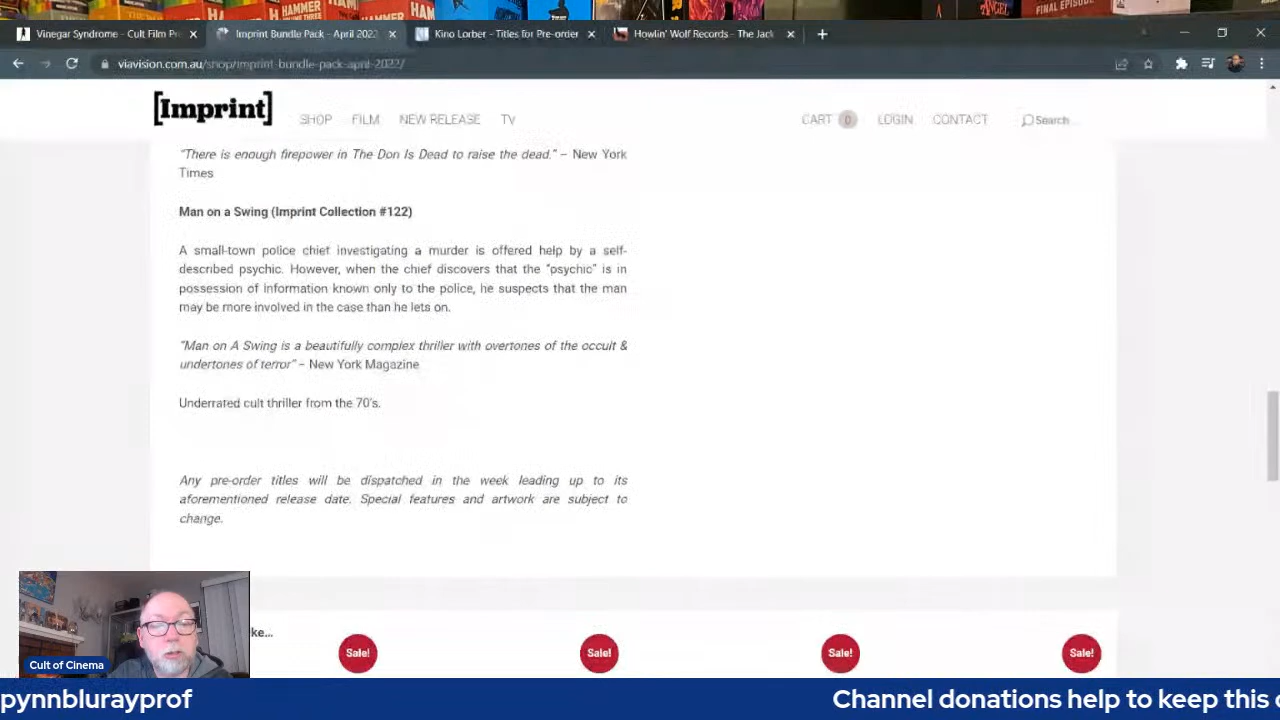 HAMMER
VOLUME THREE
HAMMER
HAMMER
ANGEL
FINAL EPISODE
Vinegar Syndrome - Cult Film Pr
Imprint Bundle Pack - April 2022
Kino Lorber - Titles for Pre-order
Howlin' Wolf Records - The Jack
viavision.com.au/shop/imprint-bundle-pack-april-2022/
[Imprint]
SHOP FILM NEW RELEASE TV
CART 0 LOGIN CONTACT Search...
"There is enough firepower in The Don Is Dead to raise the dead." – New York
Times
Man on a Swing (Imprint Collection #122)
A small-town police chief investigating a murder is offered help by a self-
described psychic. However, when the chief discovers that the "psychic" is in
possession of information known only to the police, he suspects that the man
may be more involved in the case than he lets on.
"Man on A Swing is a beautifully complex thriller with overtones of the occult &
undertones of terror" – New York Magazine
Underrated cult thriller from the 70's.
Any pre-order titles will be dispatched in the week leading up to its
aforementioned release date. Special features and artwork are subject to
change.
ke...
Sale! Sale! Sale! Sale!
Cult of Cinema
pynnblurayprof
Channel donations help to keep this